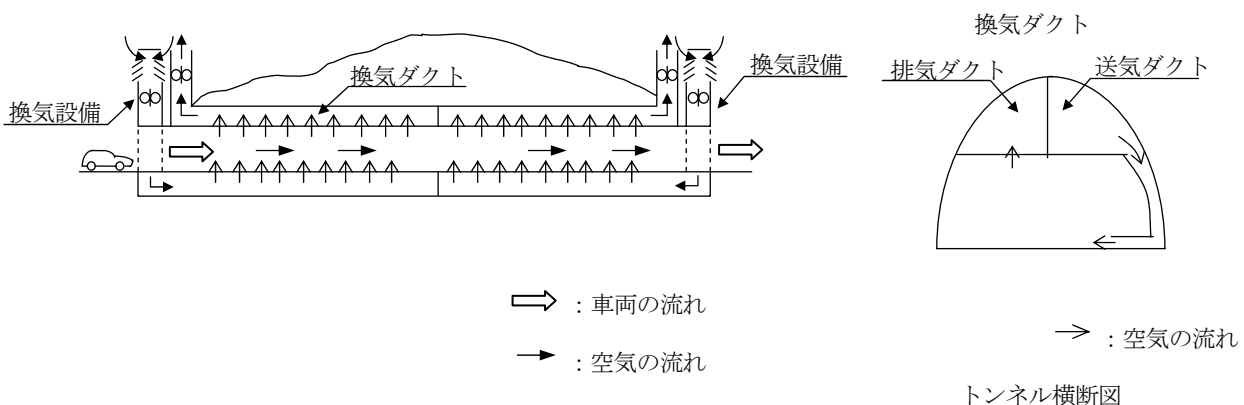 換気ダクト
換気設備
換気ダクト
換気設備
排気ダクト
送気ダクト
：車両の流れ
：空気の流れ
：空気の流れ
トンネル横断図